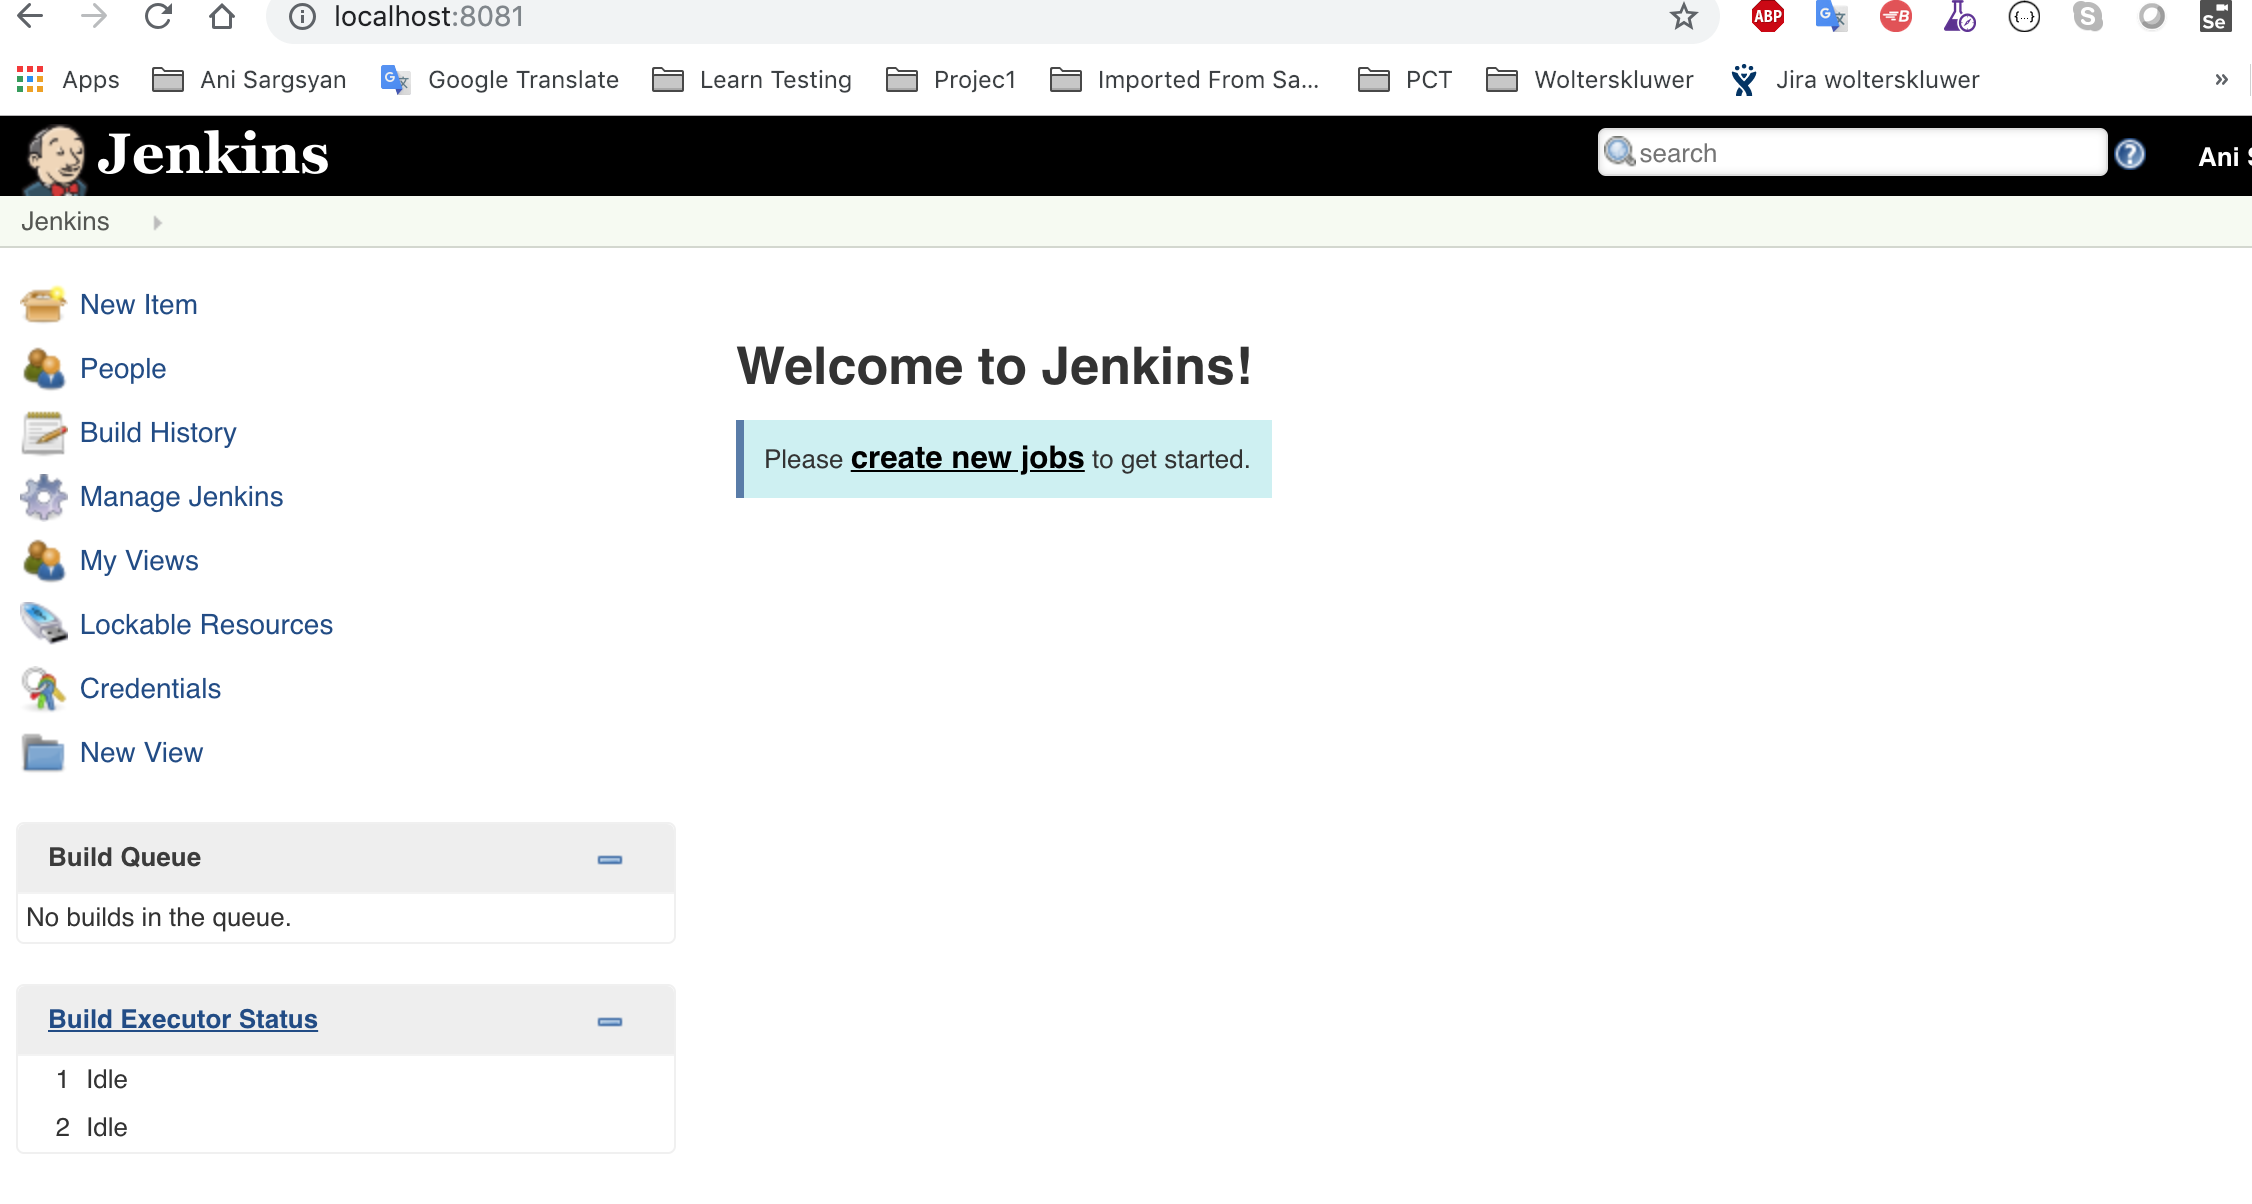 localhost:8081
ABP
Se
Apps Ani Sargsyan Google Translate Learn Testing Projec1 Imported From Sa... PCT Wolterskluwer Jira wolterskluwer »
Jenkins search ? Ani S
Jenkins
New Item
People
Build History
Manage Jenkins
My Views
Lockable Resources
Credentials
New View
Welcome to Jenkins!
Please create new jobs to get started.
Build Queue
No builds in the queue.
Build Executor Status
1 Idle
2 Idle